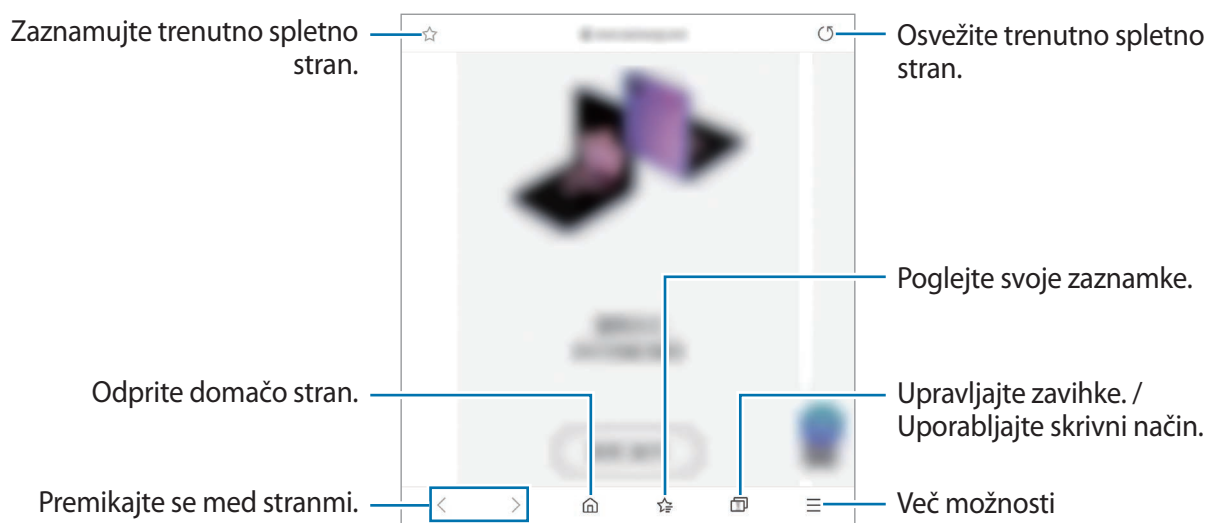 Zaznamujte trenutno spletno
stran.
Osvežite trenutno spletno
stran.
Poglejte svoje zaznamke.
Odprite domačo stran.
Upravljajte zavihke. /
Uporabljajte skrivni način.
Premikajte se med stranmi.
Več možnosti